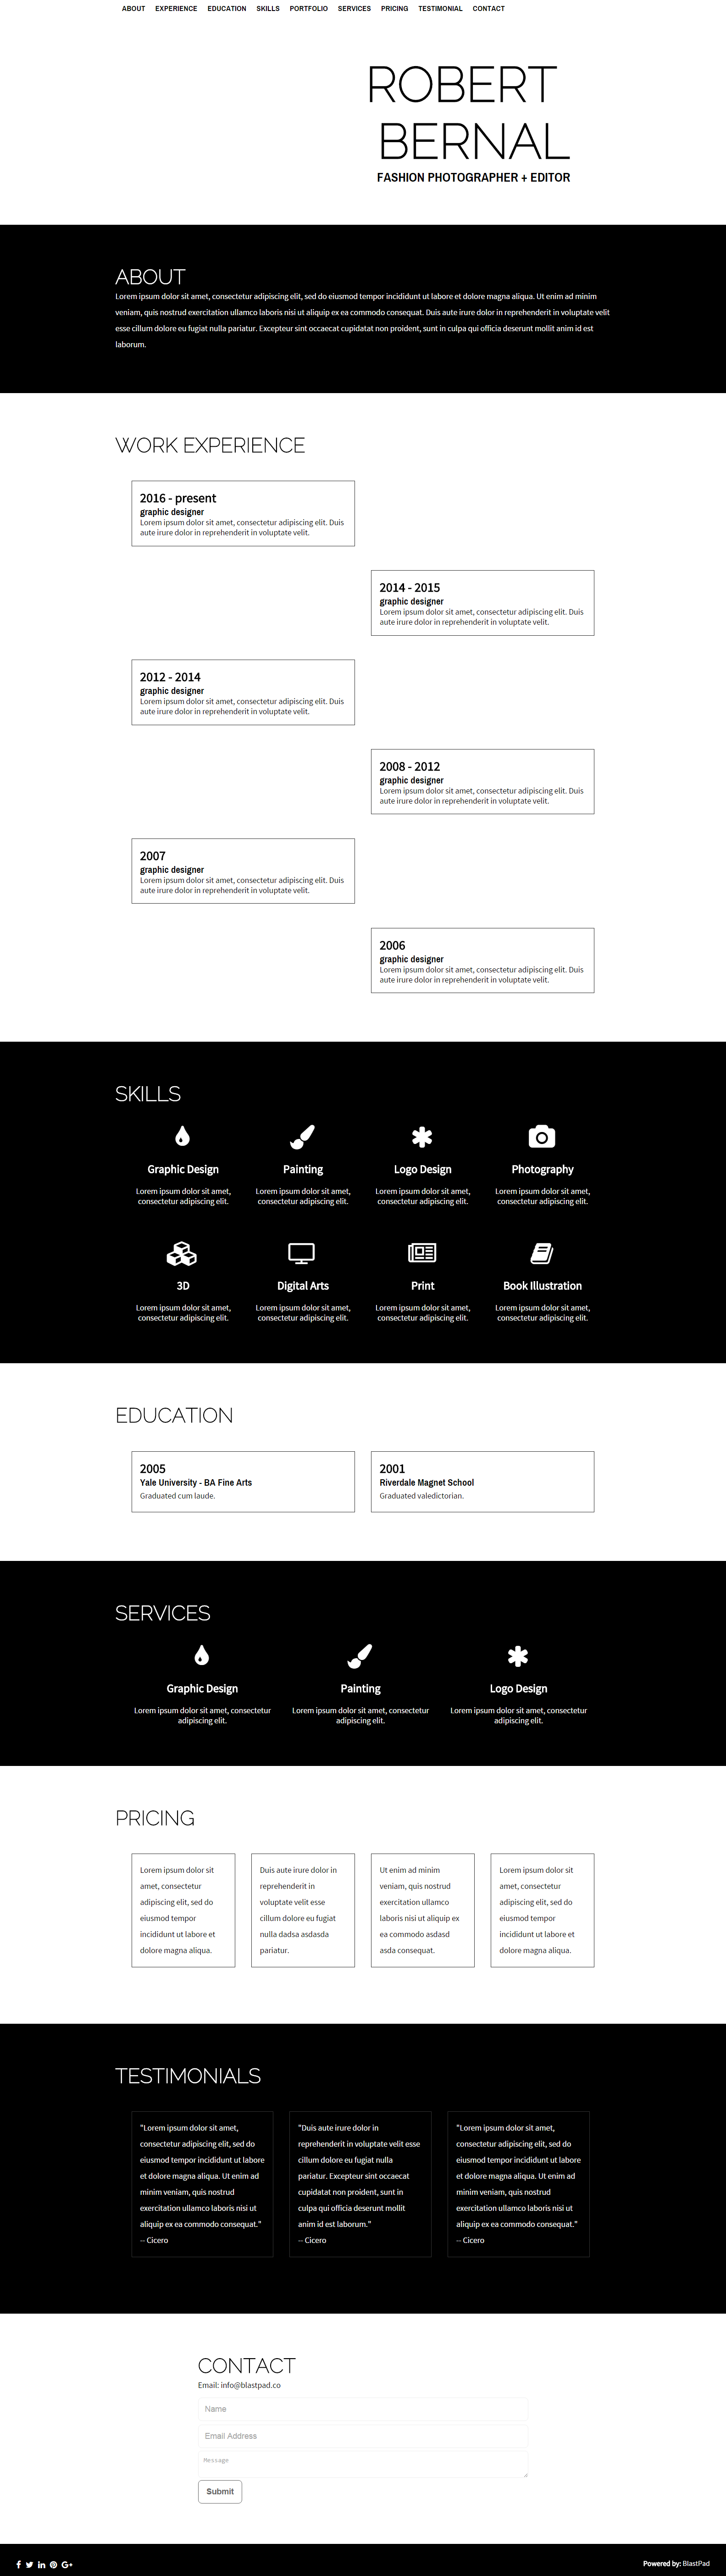 ABOUT EXPERIENCE EDUCATION SKILLS PORTFOLIO SERVICES PRICING TESTIMONIAL CONTACT
ROBERT
BERNAL
FASHION PHOTOGRAPHER + EDITOR
ABOUT
Lorem ipsum dolor sit amet, consectetur adipiscing elit, sed do eiusmod tempor incididunt ut labore et dolore magna aliqua. Ut enim ad minim
veniam, quis nostrud exercitation ullamco laboris nisi ut aliquip ex ea commodo consequat. Duis aute irure dolor in reprehenderit in voluptate velit
esse cillum dolore eu fugiat nulla pariatur. Excepteur sint occaecat cupidatat non proident, sunt in culpa qui officia deserunt mollit anim id est
laborum.
WORK EXPERIENCE
2016 - present
graphic designer
Lorem ipsum dolor sit amet, consectetur adipiscing elit. Duis
aute irure dolor in reprehenderit in voluptate velit.
2014 - 2015
graphic designer
Lorem ipsum dolor sit amet, consectetur adipiscing elit. Duis
aute irure dolor in reprehenderit in voluptate velit.
2012 - 2014
graphic designer
Lorem ipsum dolor sit amet, consectetur adipiscing elit. Duis
aute irure dolor in reprehenderit in voluptate velit.
2008 - 2012
graphic designer
Lorem ipsum dolor sit amet, consectetur adipiscing elit. Duis
aute irure dolor in reprehenderit in voluptate velit.
2007
graphic designer
Lorem ipsum dolor sit amet, consectetur adipiscing elit. Duis
aute irure dolor in reprehenderit in voluptate velit.
2006
graphic designer
Lorem ipsum dolor sit amet, consectetur adipiscing elit. Duis
aute irure dolor in reprehenderit in voluptate velit.
SKILLS
Graphic Design
Lorem ipsum dolor sit amet,
consectetur adipiscing elit.
Painting
Lorem ipsum dolor sit amet,
consectetur adipiscing elit.
Logo Design
Lorem ipsum dolor sit amet,
consectetur adipiscing elit.
Photography
Lorem ipsum dolor sit amet,
consectetur adipiscing elit.
3D
Lorem ipsum dolor sit amet,
consectetur adipiscing elit.
Digital Arts
Lorem ipsum dolor sit amet,
consectetur adipiscing elit.
Print
Lorem ipsum dolor sit amet,
consectetur adipiscing elit.
Book Illustration
Lorem ipsum dolor sit amet,
consectetur adipiscing elit.
EDUCATION
2005
Yale University - BA Fine Arts
Graduated cum laude.
2001
Riverdale Magnet School
Graduated valedictorian.
SERVICES
Graphic Design
Lorem ipsum dolor sit amet, consectetur
adipiscing elit.
Painting
Lorem ipsum dolor sit amet, consectetur
adipiscing elit.
Logo Design
Lorem ipsum dolor sit amet, consectetur
adipiscing elit.
PRICING
Lorem ipsum dolor sit
amet, consectetur
adipiscing elit, sed do
eiusmod tempor
incididunt ut labore et
dolore magna aliqua.
Duis aute irure dolor in
reprehenderit in
voluptate velit esse
cillum dolore eu fugiat
nulla dadsa asdasda
pariatur.
Ut enim ad minim
veniam, quis nostrud
exercitation ullamco
laboris nisi ut aliquip ex
ea commodo asdasd
asda consequat.
Lorem ipsum dolor sit
amet, consectetur
adipiscing elit, sed do
eiusmod tempor
incididunt ut labore et
dolore magna aliqua.
TESTIMONIALS
"Lorem ipsum dolor sit amet,
consectetur adipiscing elit, sed do
eiusmod tempor incididunt ut labore
et dolore magna aliqua. Ut enim ad
minim veniam, quis nostrud
exercitation ullamco laboris nisi ut
aliquip ex ea commodo consequat."
-- Cicero
"Duis aute irure dolor in
reprehenderit in voluptate velit esse
cillum dolore eu fugiat nulla
pariatur. Excepteur sint occaecat
cupidatat non proident, sunt in
culpa qui officia deserunt mollit
anim id est laborum."
-- Cicero
"Lorem ipsum dolor sit amet,
consectetur adipiscing elit, sed do
eiusmod tempor incididunt ut labore
et dolore magna aliqua. Ut enim ad
minim veniam, quis nostrud
exercitation ullamco laboris nisi ut
aliquip ex ea commodo consequat."
-- Cicero
CONTACT
Email: info@blastpad.co
Name
Email Address
Message
Submit
Powered by: BlastPad